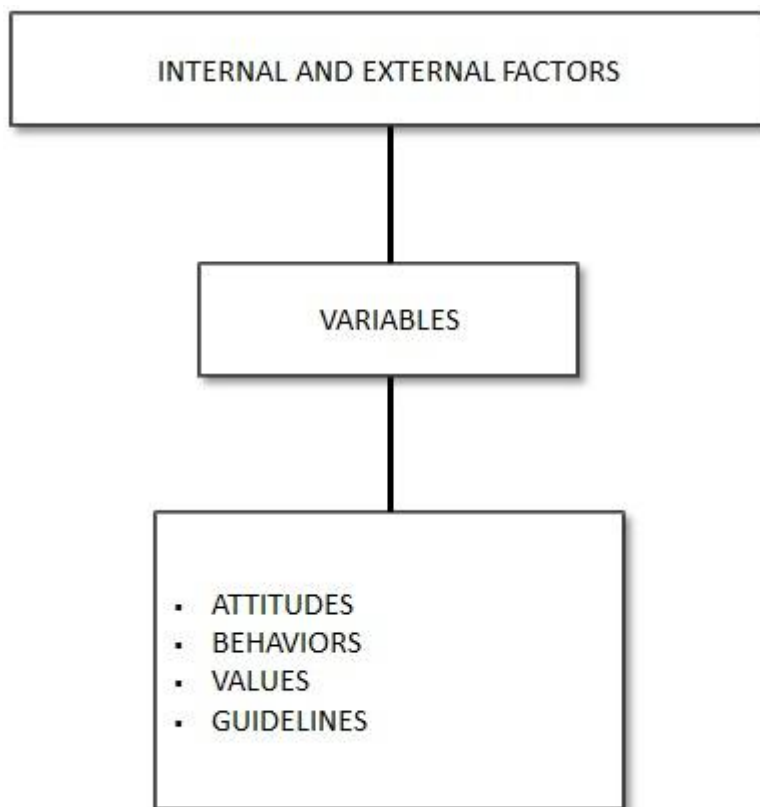 INTERNAL AND EXTERNAL FACTORS
VARIABLES
▪ ATTITUDES
▪ BEHAVIORS
▪ VALUES
▪ GUIDELINES